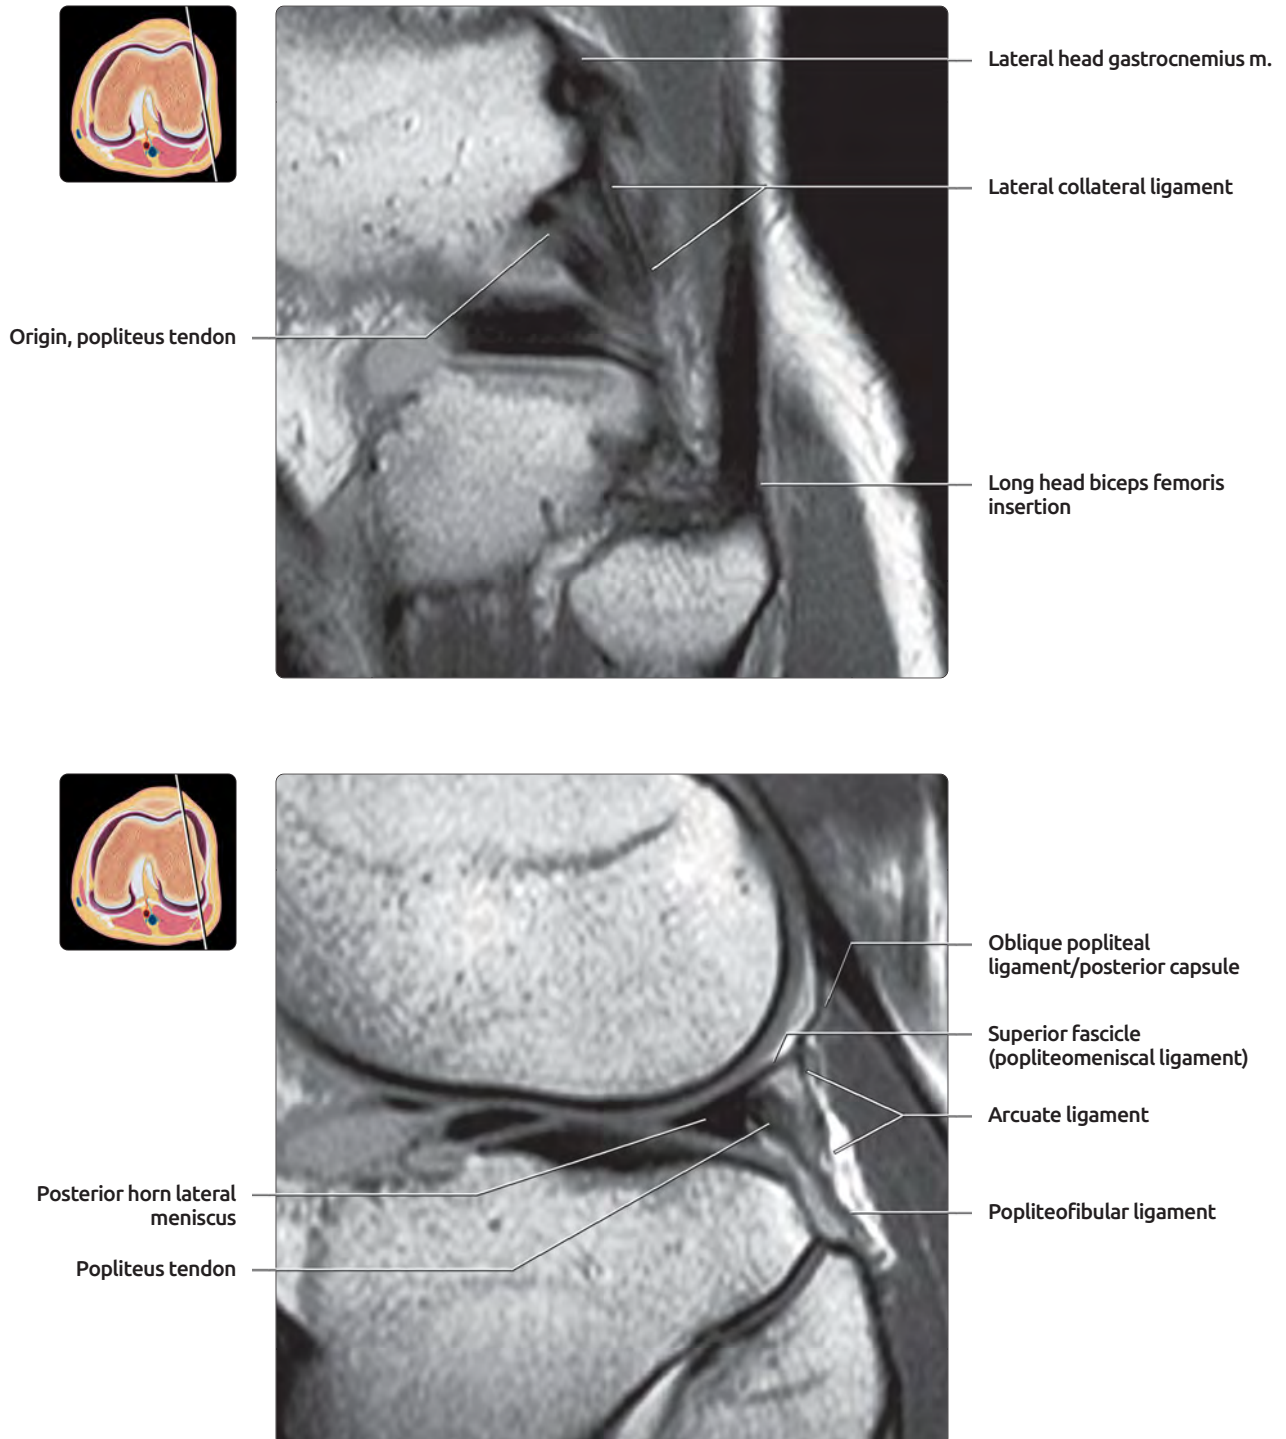 Lateral head gastrocnemius m.
Lateral collateral ligament
Origin, popliteus tendon
Long head biceps femoris
insertion
Oblique popliteal
ligament/posterior capsule
Superior fascicle
(popliteomeniscal ligament)
Arcuate ligament
Posterior horn lateral
meniscus
Popliteofibular ligament
Popliteus tendon